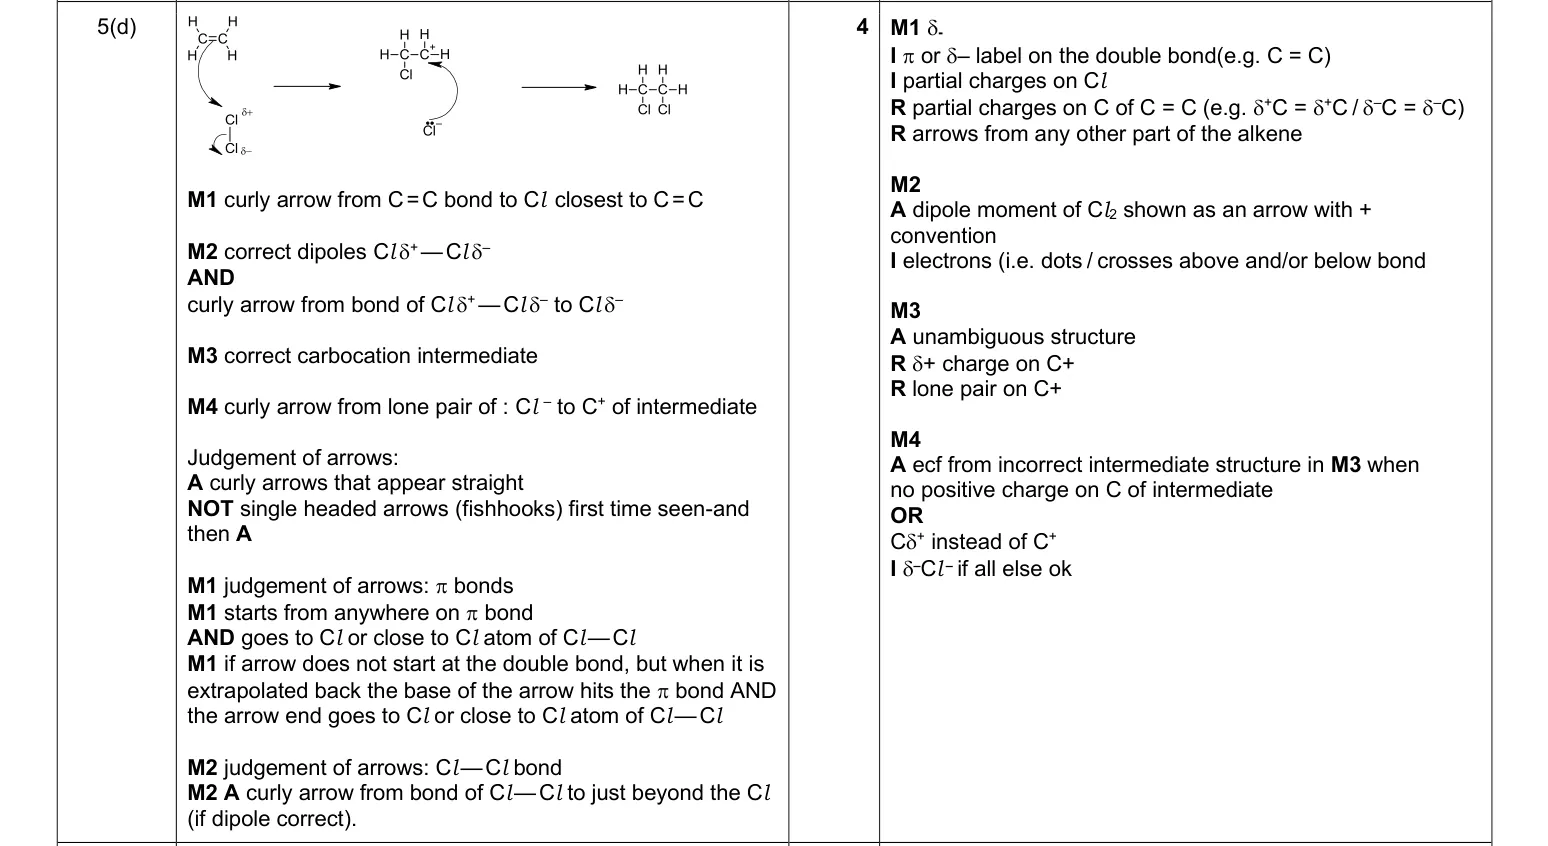 5(d)
H H
C=C
H H
Cl δ+
Cl δ–
H H
H–C–C–H
+
Cl
Cl –
H H
H–C–C–H
Cl Cl
M1 curly arrow from C=C bond to Cl closest to C=C
M2 correct dipoles Clδ⁺—Clδ⁻
AND
curly arrow from bond of Clδ⁺—Clδ⁻ to Clδ⁻
M3 correct carbocation intermediate
M4 curly arrow from lone pair of : Cl⁻ to C⁺ of intermediate
Judgement of arrows:
A curly arrows that appear straight
NOT single headed arrows (fishhooks) first time seen-and
then A
M1 judgement of arrows: π bonds
M1 starts from anywhere on π bond
AND goes to Cl or close to Cl atom of Cl—Cl
M1 if arrow does not start at the double bond, but when it is
extrapolated back the base of the arrow hits the π bond AND
the arrow end goes to Cl or close to Cl atom of Cl—Cl
M2 judgement of arrows: Cl—Cl bond
M2 A curly arrow from bond of Cl—Cl to just beyond the Cl
(if dipole correct).
4
M1 δ-
I π or δ– label on the double bond(e.g. C = C)
I partial charges on Cl
R partial charges on C of C = C (e.g. δ⁺C = δ⁺C / δ⁻C = δ⁻C)
R arrows from any other part of the alkene
M2
A dipole moment of Cl₂ shown as an arrow with +
convention
I electrons (i.e. dots / crosses above and/or below bond
M3
A unambiguous structure
R δ+ charge on C+
R lone pair on C+
M4
A ecf from incorrect intermediate structure in M3 when
no positive charge on C of intermediate
OR
Cδ⁺ instead of C⁺
I δ⁻Cl⁻ if all else ok